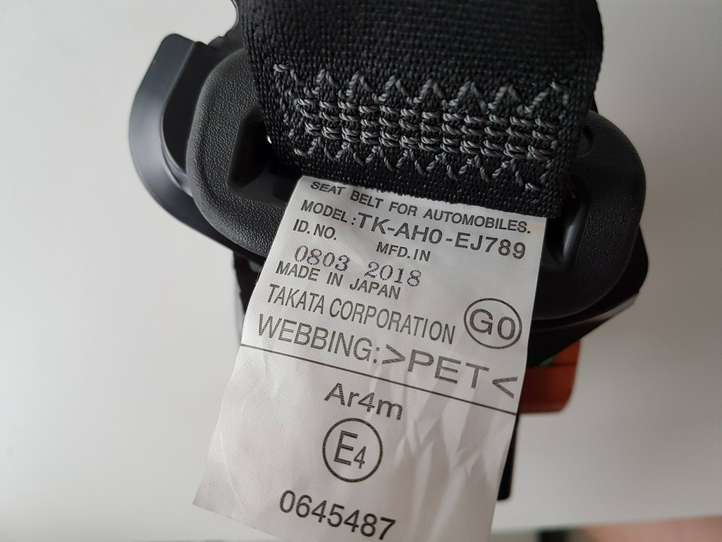 SEAT BELT FOR AUTOMOBILES.
MODEL:TK-AH0-EJ789
ID.NO. MFD.IN
0803 2018
MADE IN JAPAN
TAKATA CORPORATION G0
WEBBING:>PET<
Ar4m
E4
0645487